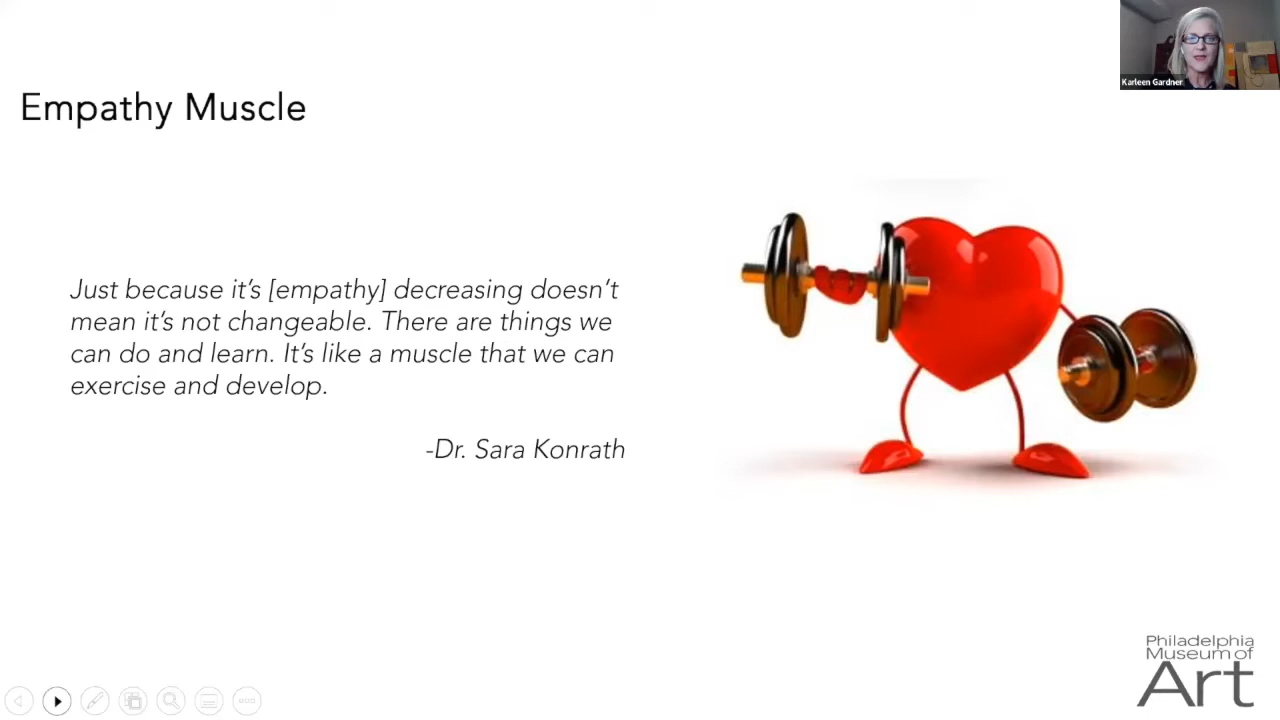 Karleen Gardner
Empathy Muscle
Just because it’s [empathy] decreasing doesn’t
mean it’s not changeable. There are things we
can do and learn. It’s like a muscle that we can
exercise and develop.
-Dr. Sara Konrath
Philadelphia
Museum of
Art